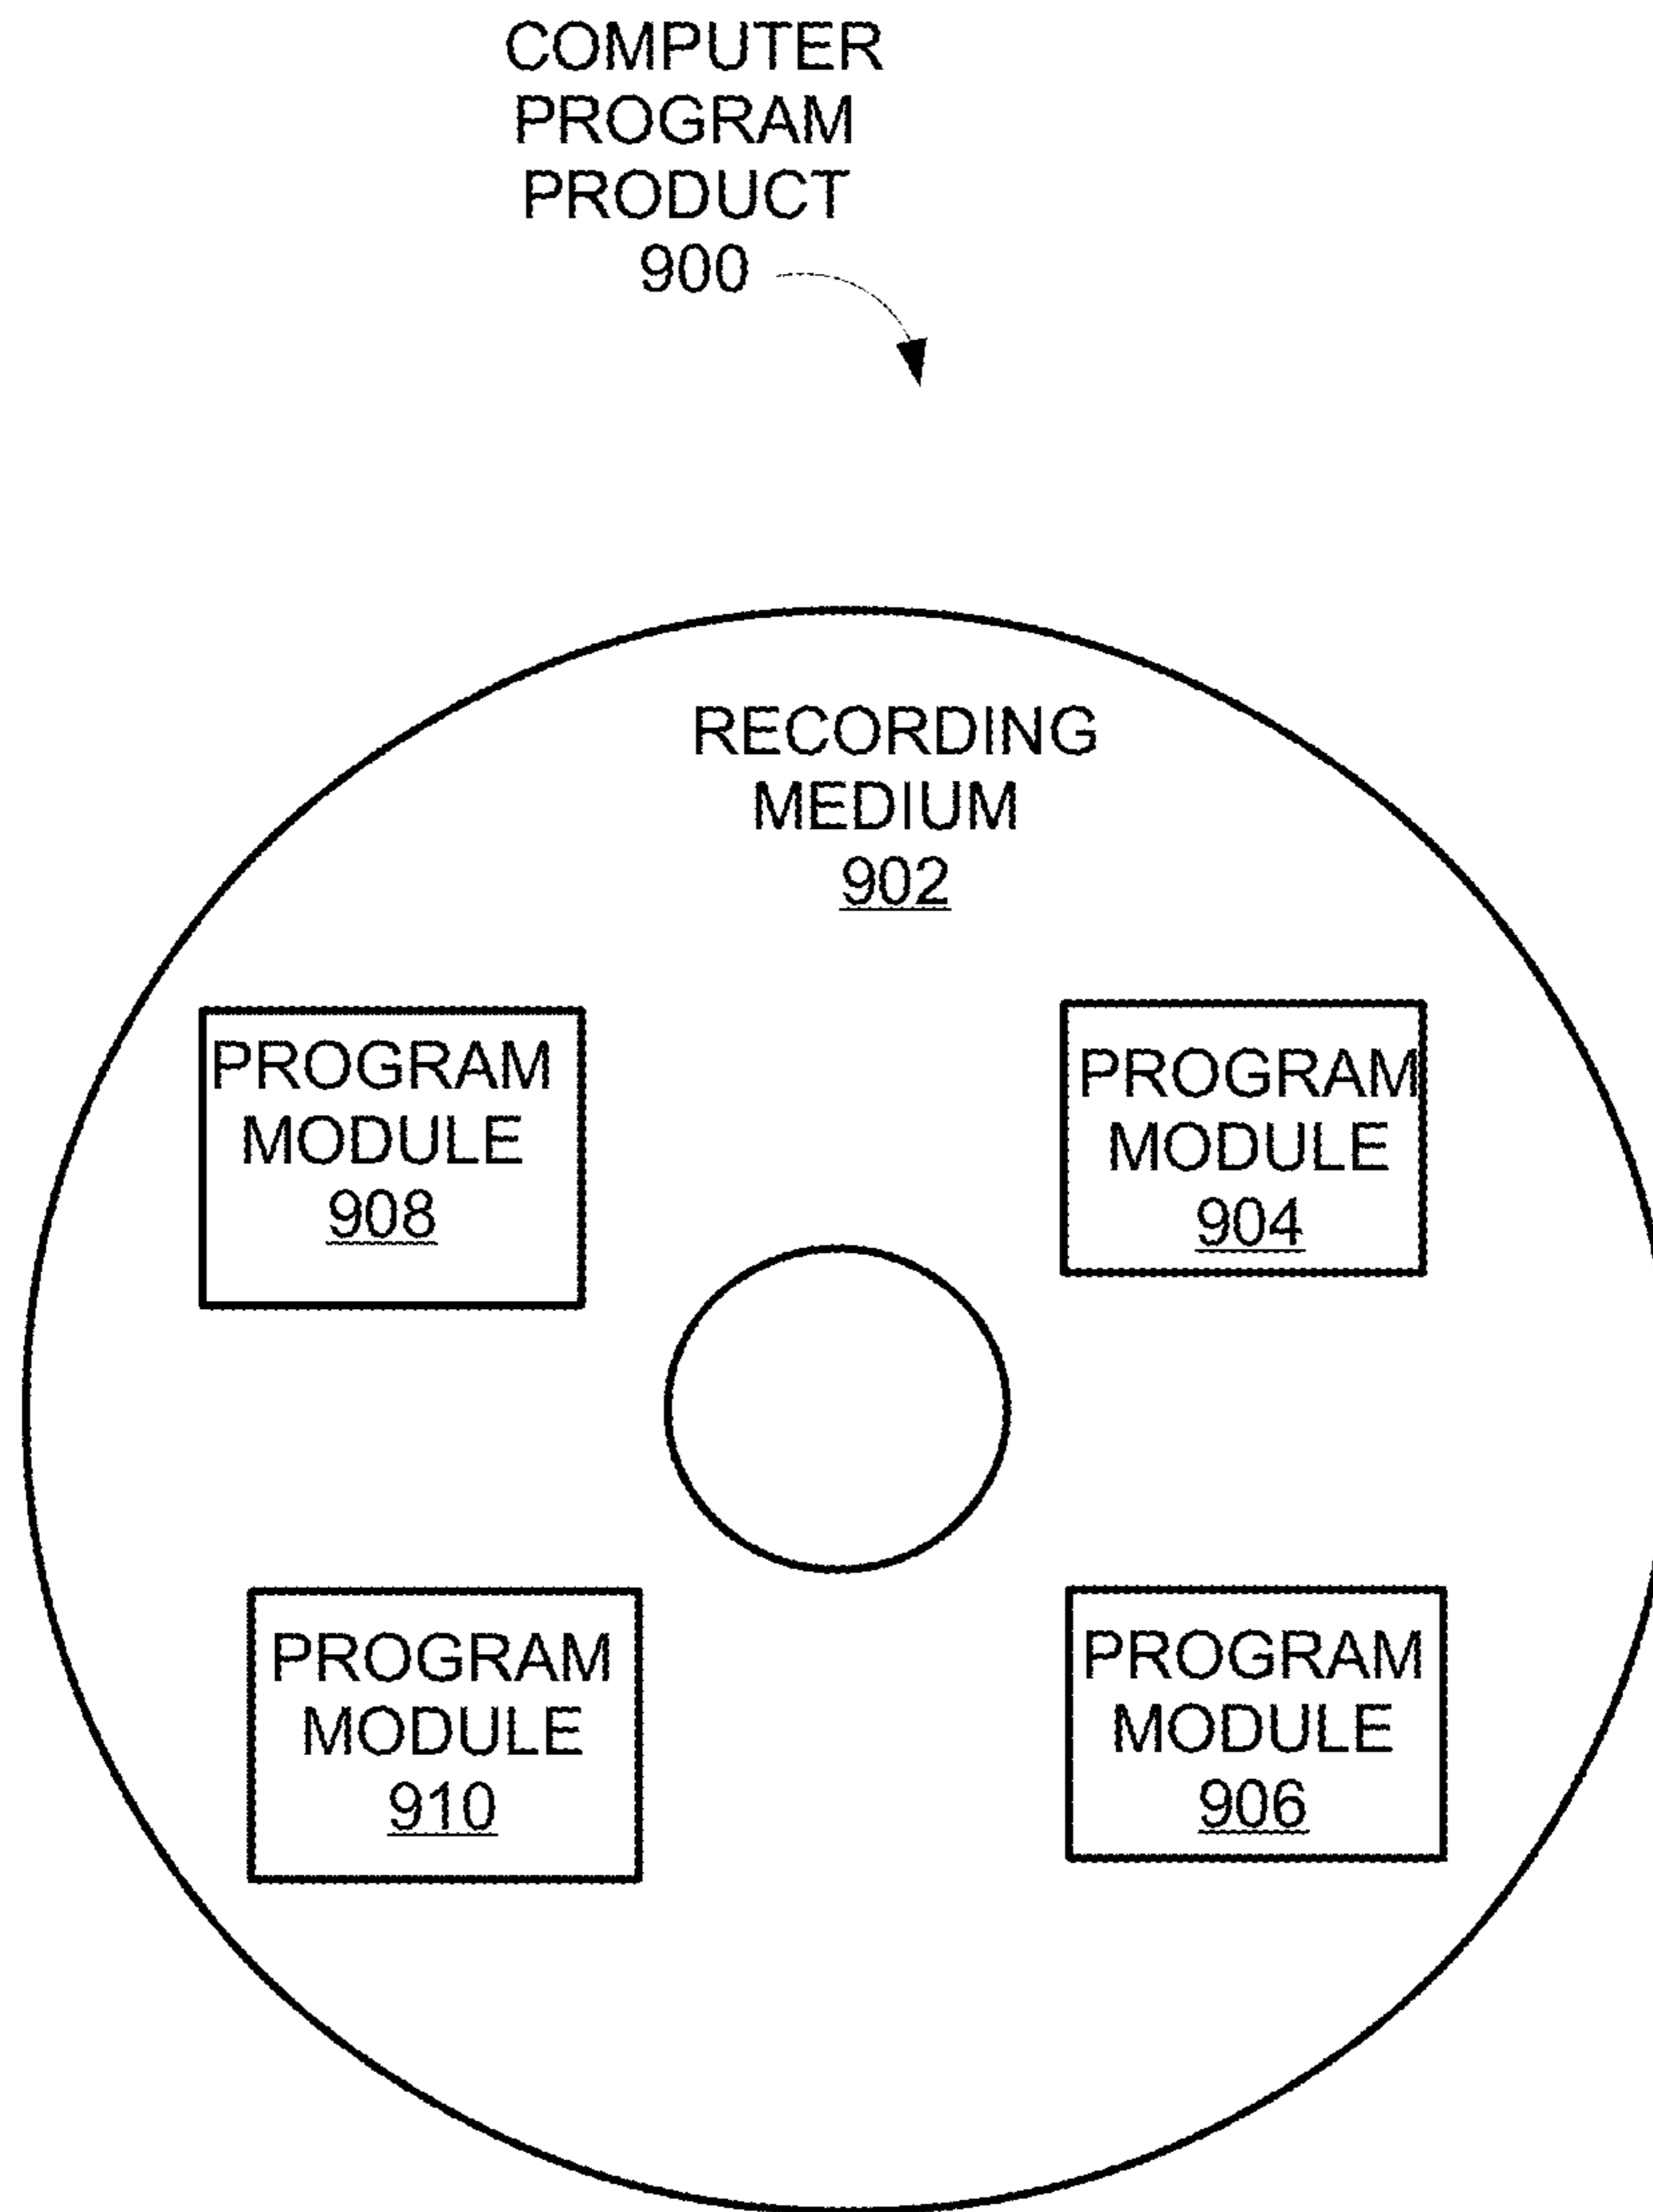 COMPUTER
PROGRAM
PRODUCT
900
RECORDING
MEDIUM
902
PROGRAM
MODULE
908
PROGRAM
MODULE
904
PROGRAM
MODULE
910
PROGRAM
MODULE
906